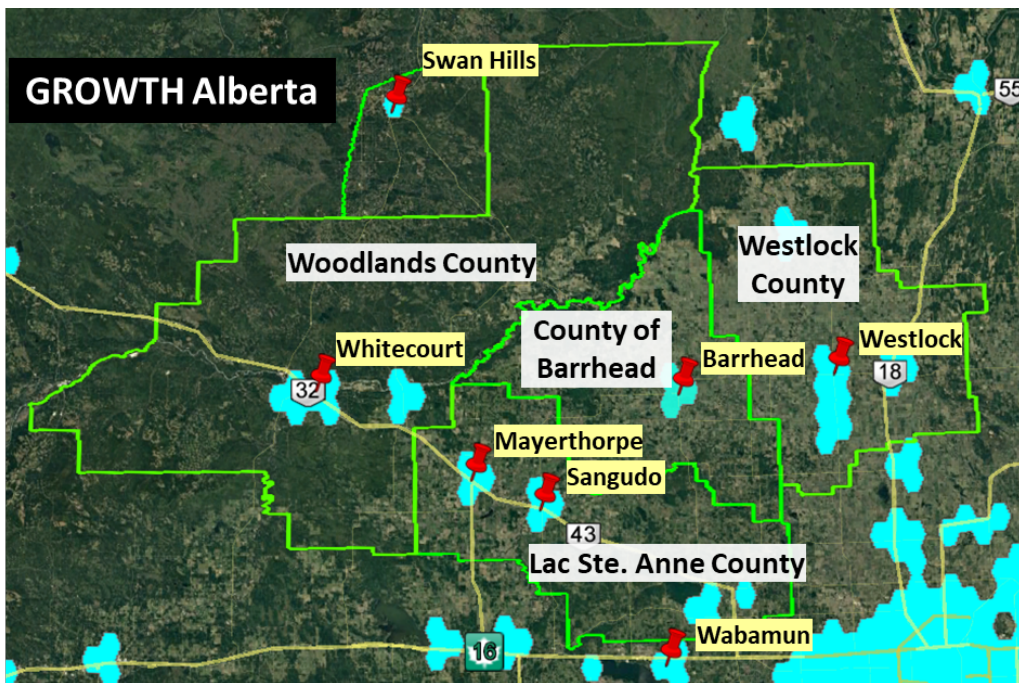 Swan Hills
GROWTH Alberta
55
Woodlands County
Westlock
County
County of
Barrhead
Whitecourt
Barrhead
Westlock
32
18
Mayerthorpe
Sangudo
43
Lac Ste. Anne County
Wabamun
16